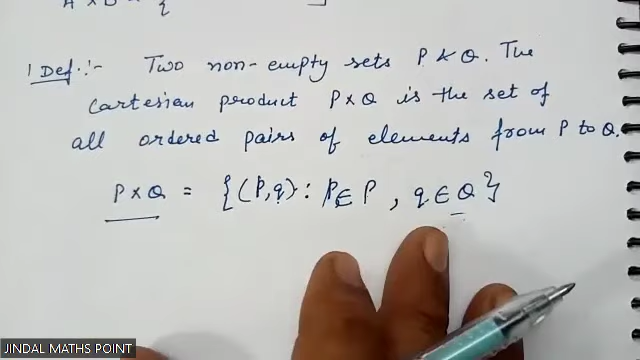 A × B = {
1 Def :- Two non-empty sets P & Q. The
Cartesian product P×Q is the set of
all ordered pairs of elements from P to Q.
P×Q = {(p,q) : p∈P , q∈Q}
JINDAL MATHS POINT